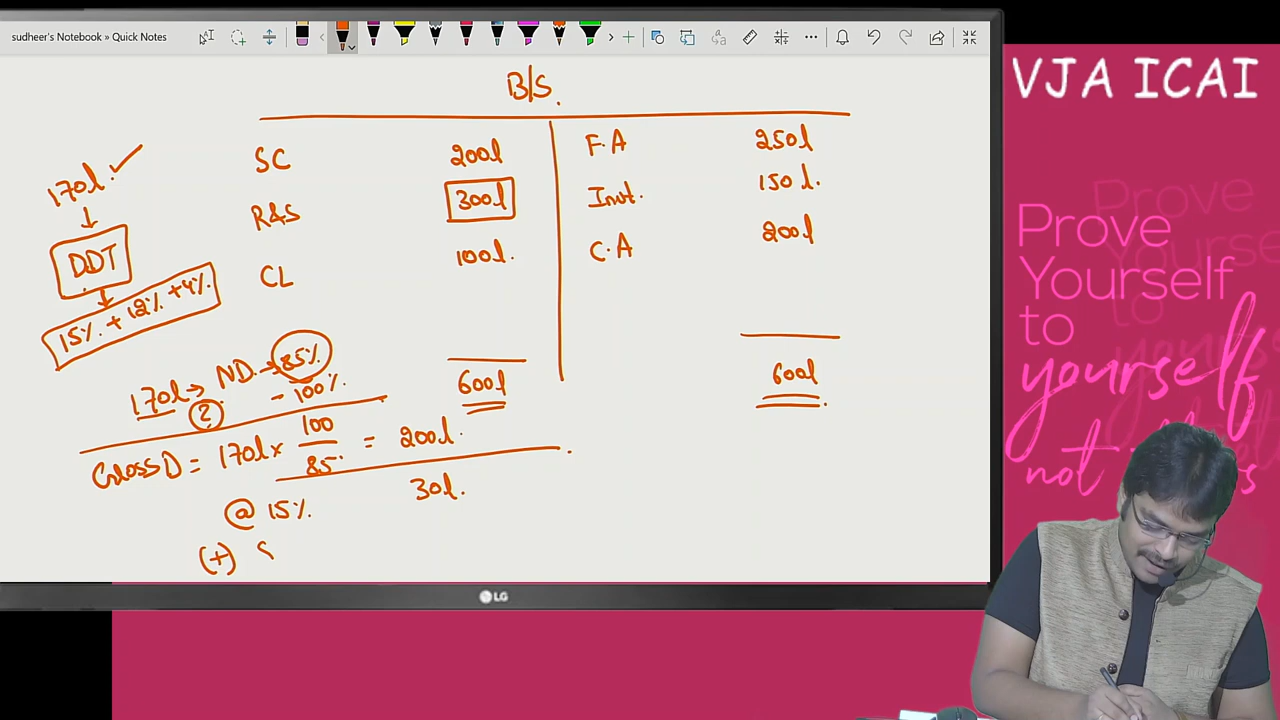 sudheer's Notebook » Quick Notes
VJA ICAI
B/S.
SC 200l F.A 250l
R&S 300l Invt. 150l.
CL 100l. C.A 200l
600l 600l
170l. ✓
↓
DDT
↓
15% + 12% + 4%.
170l → ND. → 85%
? - 100%.
Gross D = 170l × 100/85 = 200l.
@ 15% 30l.
(+) S
LG
Prove
Yourself
to
yourself
not